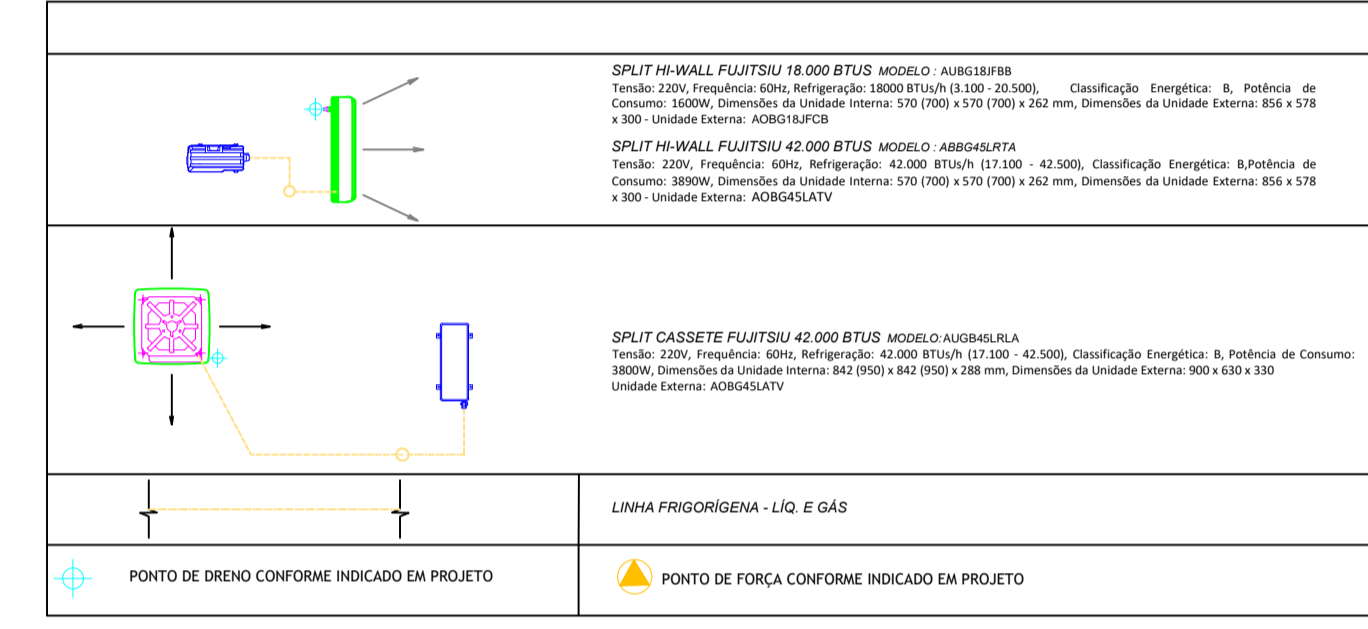 SPLIT HI-WALL FUJITSIU 18.000 BTUS MODELO : AUBG18JFBB
Tensão: 220V, Frequência: 60Hz, Refrigeração: 18000 BTUs/h (3.100 - 20.500), Classificação Energética: B, Potência de
Consumo: 1600W, Dimensões da Unidade Interna: 570 (700) x 570 (700) x 262 mm, Dimensões da Unidade Externa: 856 x 578
x 300 - Unidade Externa: AOBG18JFCB
SPLIT HI-WALL FUJITSIU 42.000 BTUS MODELO : ABBG45LRTA
Tensão: 220V, Frequência: 60Hz, Refrigeração: 42.000 BTUs/h (17.100 - 42.500), Classificação Energética: B,Potência de
Consumo: 3890W, Dimensões da Unidade Interna: 570 (700) x 570 (700) x 262 mm, Dimensões da Unidade Externa: 856 x 578
x 300 - Unidade Externa: AOBG45LATV
SPLIT CASSETE FUJITSIU 42.000 BTUS MODELO:AUGB45LRLA
Tensão: 220V, Frequência: 60Hz, Refrigeração: 42.000 BTUs/h (17.100 - 42.500), Classificação Energética: B, Potência de Consumo:
3800W, Dimensões da Unidade Interna: 842 (950) x 842 (950) x 288 mm, Dimensões da Unidade Externa: 900 x 630 x 330
Unidade Externa: AOBG45LATV
LINHA FRIGORÍGENA - LÍQ. E GÁS
PONTO DE DRENO CONFORME INDICADO EM PROJETO
PONTO DE FORÇA CONFORME INDICADO EM PROJETO